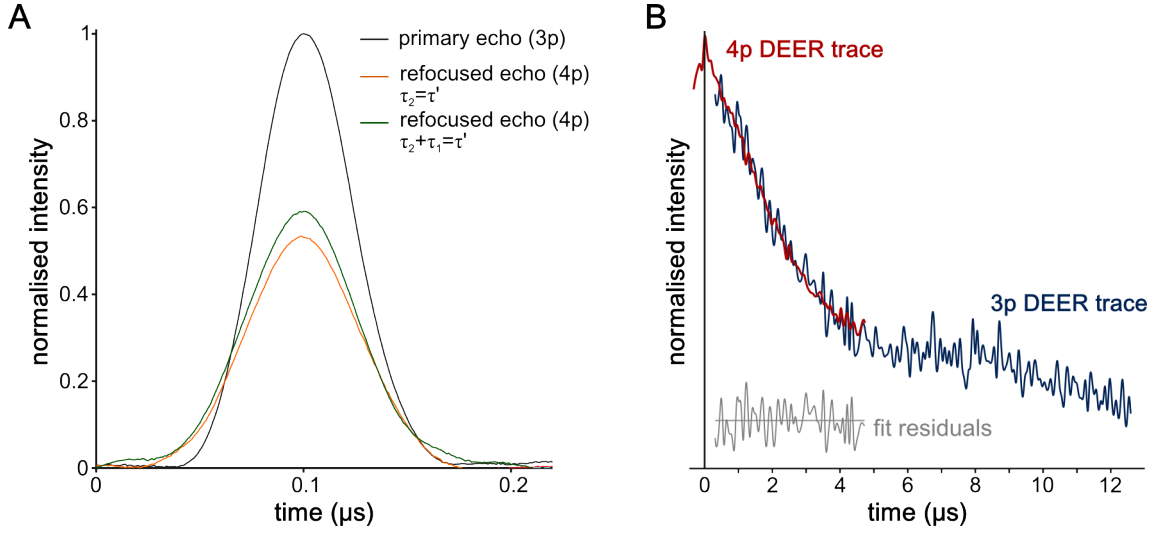 A
normalised intensity
1
0.8
0.6
0.4
0.2
0
0
0.1
0.2
time (µs)
primary echo (3p)
refocused echo (4p)
τ₂=τ'
refocused echo (4p)
τ₂+τ₁=τ'
B
normalised intensity
4p DEER trace
3p DEER trace
fit residuals
0
2
4
6
8
10
12
time (µs)